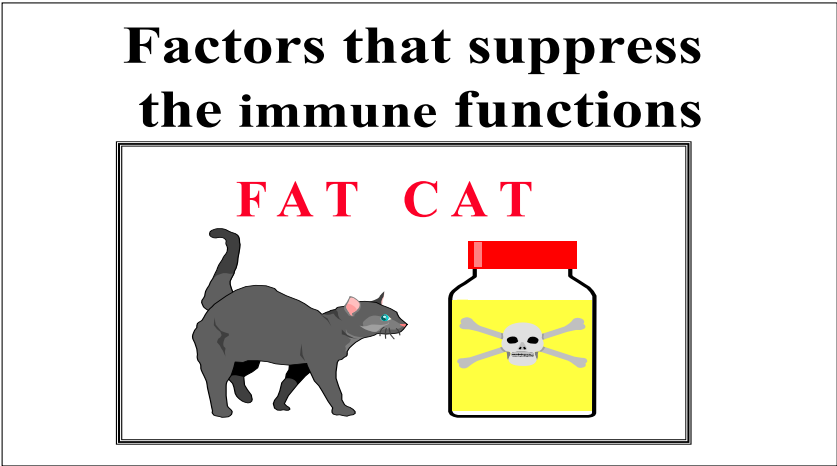 Factors that suppress
the immune functions
FAT CAT